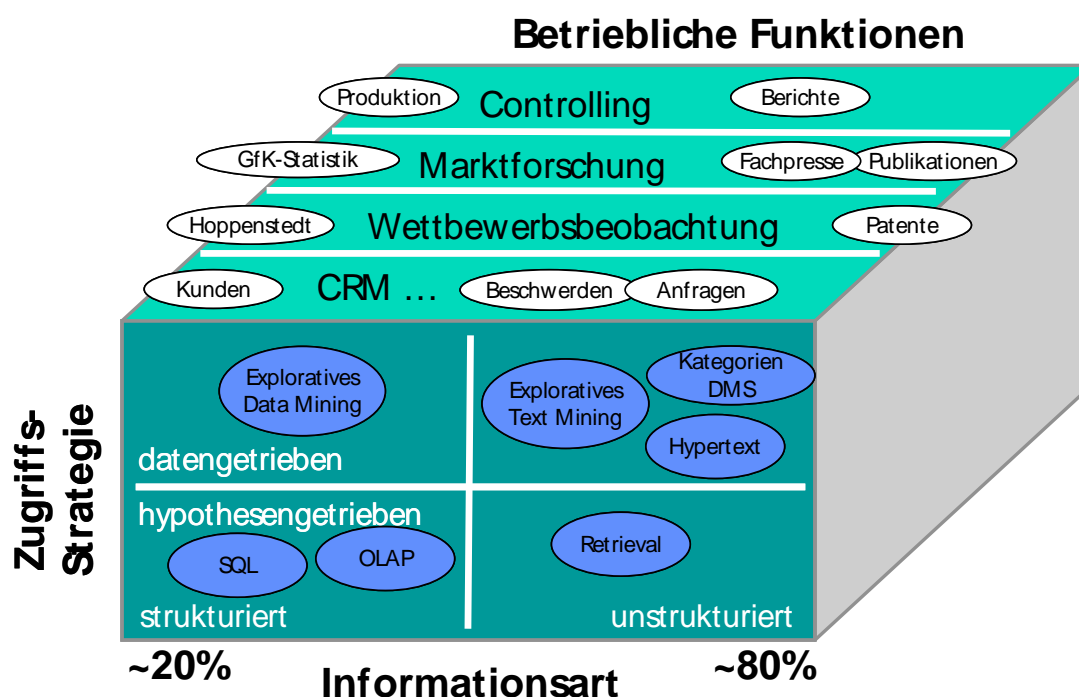 Betriebliche Funktionen
Produktion Controlling Berichte
GfK-Statistik Marktforschung Fachpresse Publikationen
Hoppenstedt Wettbewerbsbeobachtung Patente
Kunden CRM … Beschwerden Anfragen
Zugriffs-
Strategie
Exploratives
Data Mining
Exploratives
Text Mining
Kategorien
DMS
Hypertext
datengetrieben
hypothesengetrieben
SQL OLAP Retrieval
strukturiert unstrukturiert
~20% Informationsart ~80%